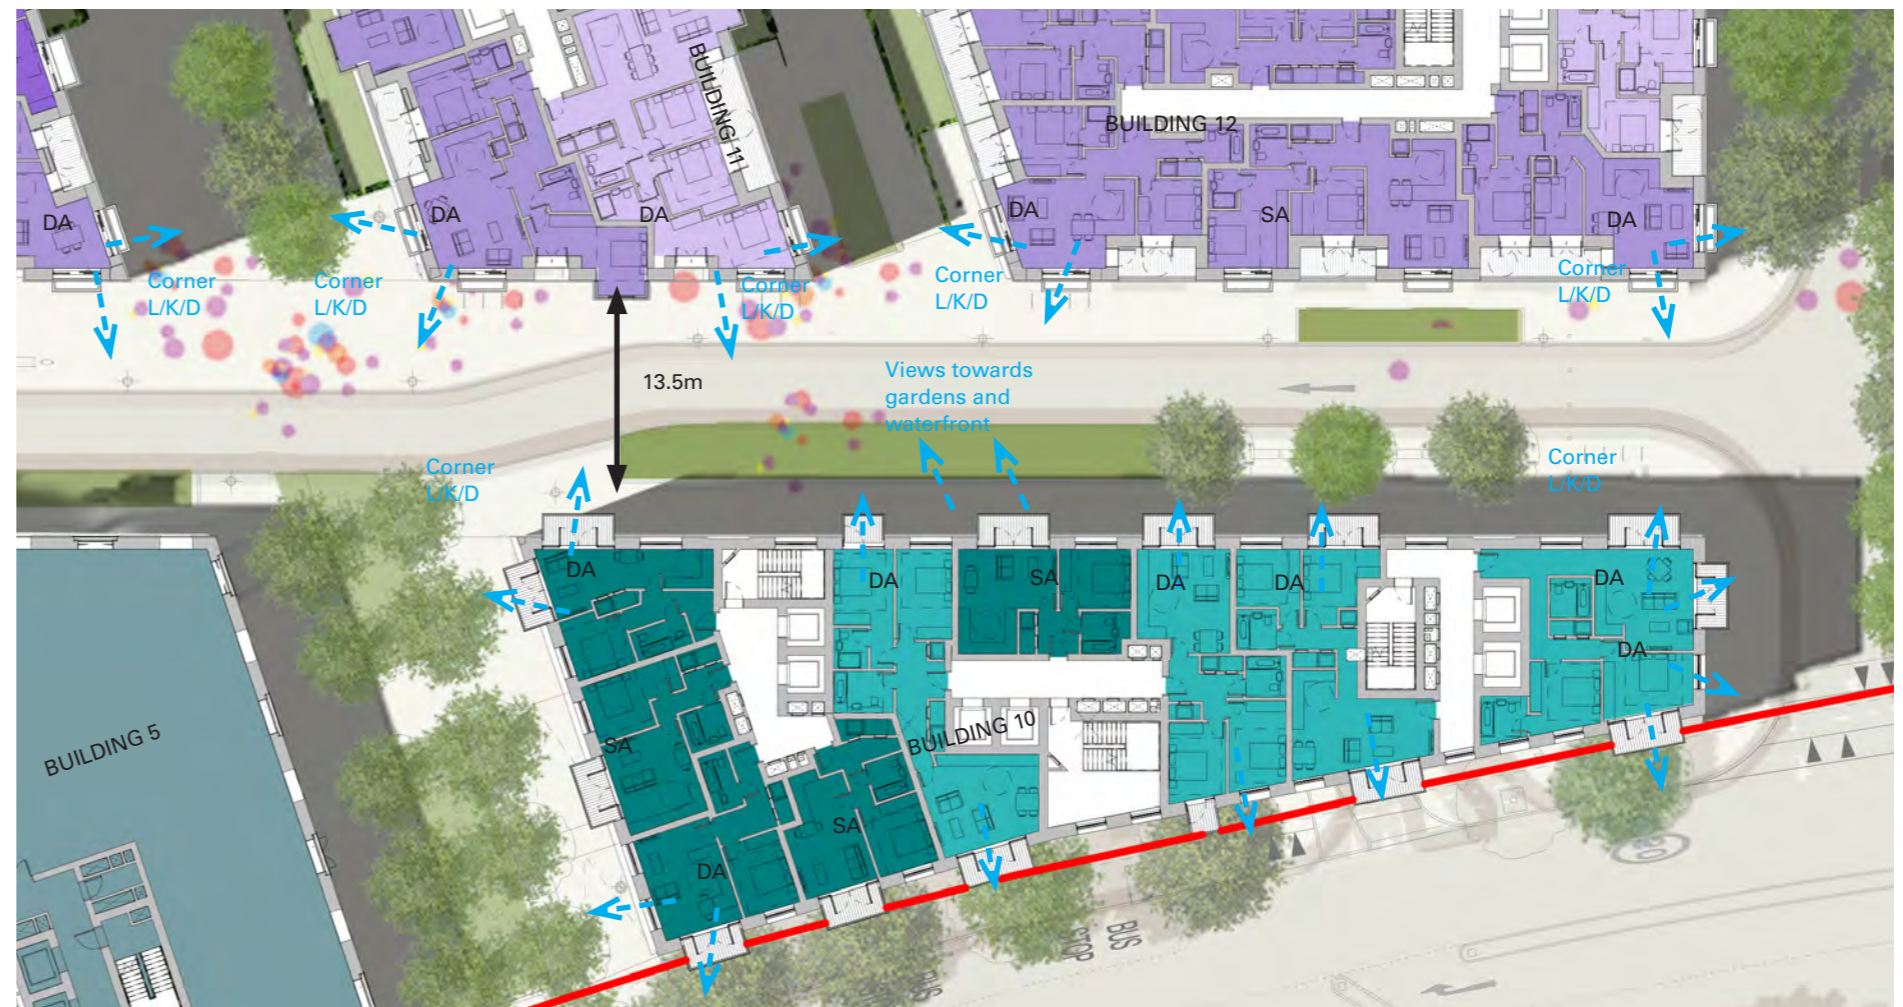 BUILDING 11
BUILDING 12
DA
DA
DA
DA
SA
DA
Corner
L/K/D
Corner
L/K/D
Corner
L/K/D
Corner
L/K/D
Corner
L/K/D
13.5m
Views towards
gardens and
waterfront
Corner
L/K/D
Corner
L/K/D
DA
DA
SA
DA
DA
DA
DA
BUILDING 5
SA
BUILDING 10
SA
DA
BUS
STOP
BUS